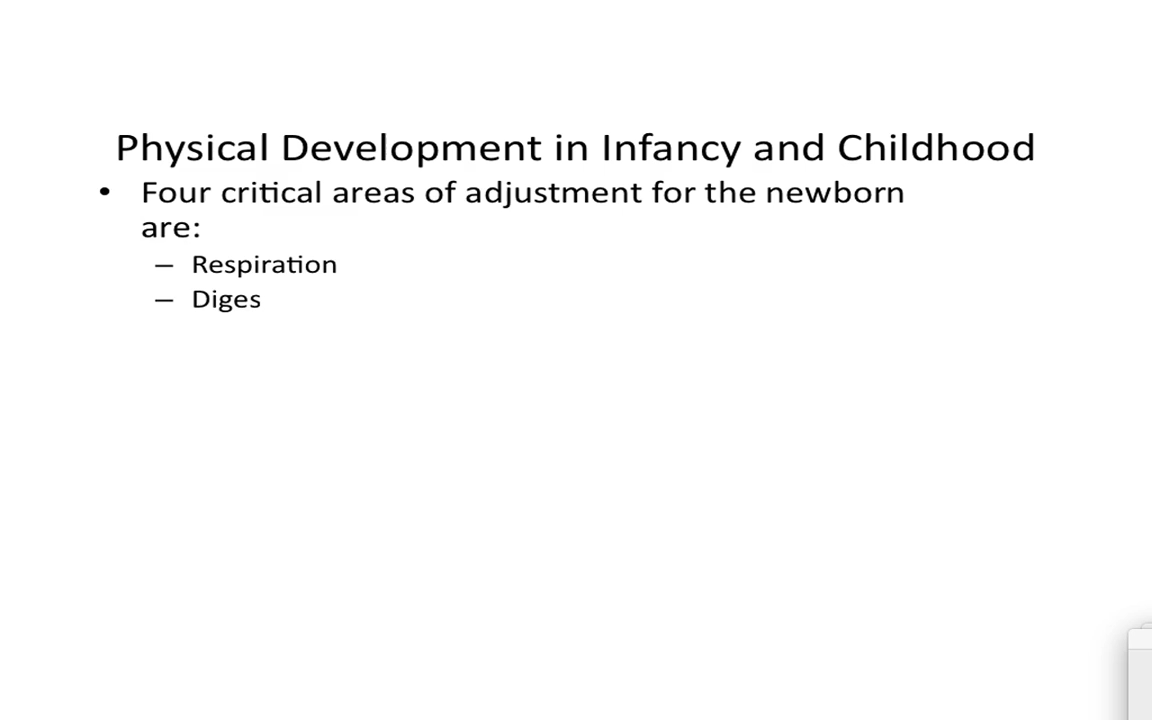 Physical Development in Infancy and Childhood
• Four critical areas of adjustment for the newborn
are:
– Respiration
– Diges